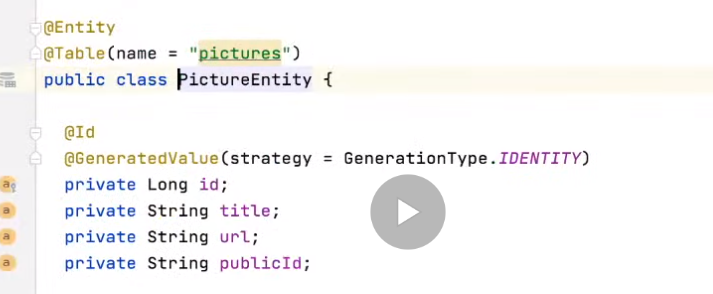 @Entity
@Table(name = "pictures")
public class PictureEntity {
@Id
@GeneratedValue(strategy = GenerationType.IDENTITY)
private Long id;
private String title;
private String url;
private String publicId;